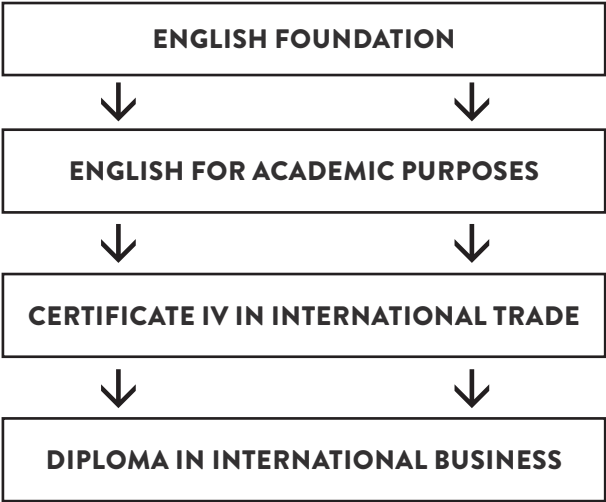 ENGLISH FOUNDATION
ENGLISH FOR ACADEMIC PURPOSES
CERTIFICATE IV IN INTERNATIONAL TRADE
DIPLOMA IN INTERNATIONAL BUSINESS